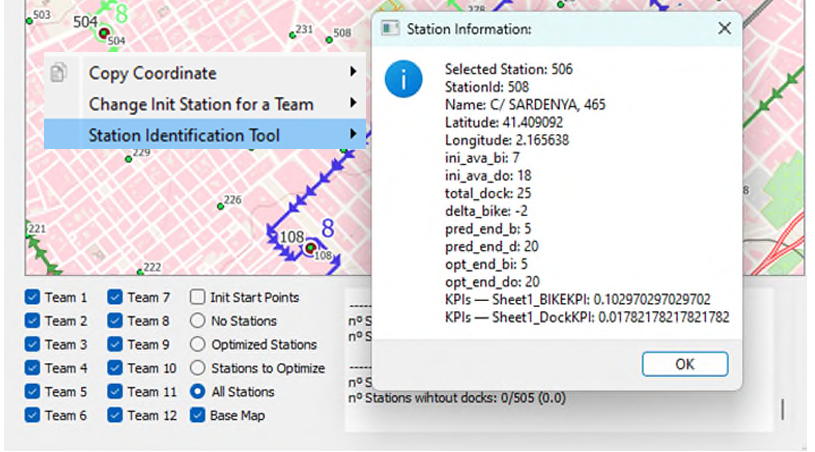 503
504
8
504
231
508
278
Copy Coordinate
Change Init Station for a Team
Station Identification Tool
229
226
221
222
108
8
108
8
Station Information:
Selected Station: 506
StationId: 508
Name: C/ SARDENYA, 465
Latitude: 41.409092
Longitude: 2.165638
ini_ava_bi: 7
ini_ava_do: 18
total_dock: 25
delta_bike: -2
pred_end_b: 5
pred_end_d: 20
opt_end_bi: 5
opt_end_do: 20
KPIs — Sheet1_BIKEKPI: 0.102970297029702
KPIs — Sheet1_DockKPI: 0.01782178217821782
OK
Team 1 Team 7 Init Start Points
Team 2 Team 8 No Stations
Team 3 Team 9 Optimized Stations
Team 4 Team 10 Stations to Optimize
Team 5 Team 11 All Stations
Team 6 Team 12 Base Map
nº S
nº S
nº S
nº Stations wihtout docks: 0/505 (0.0)